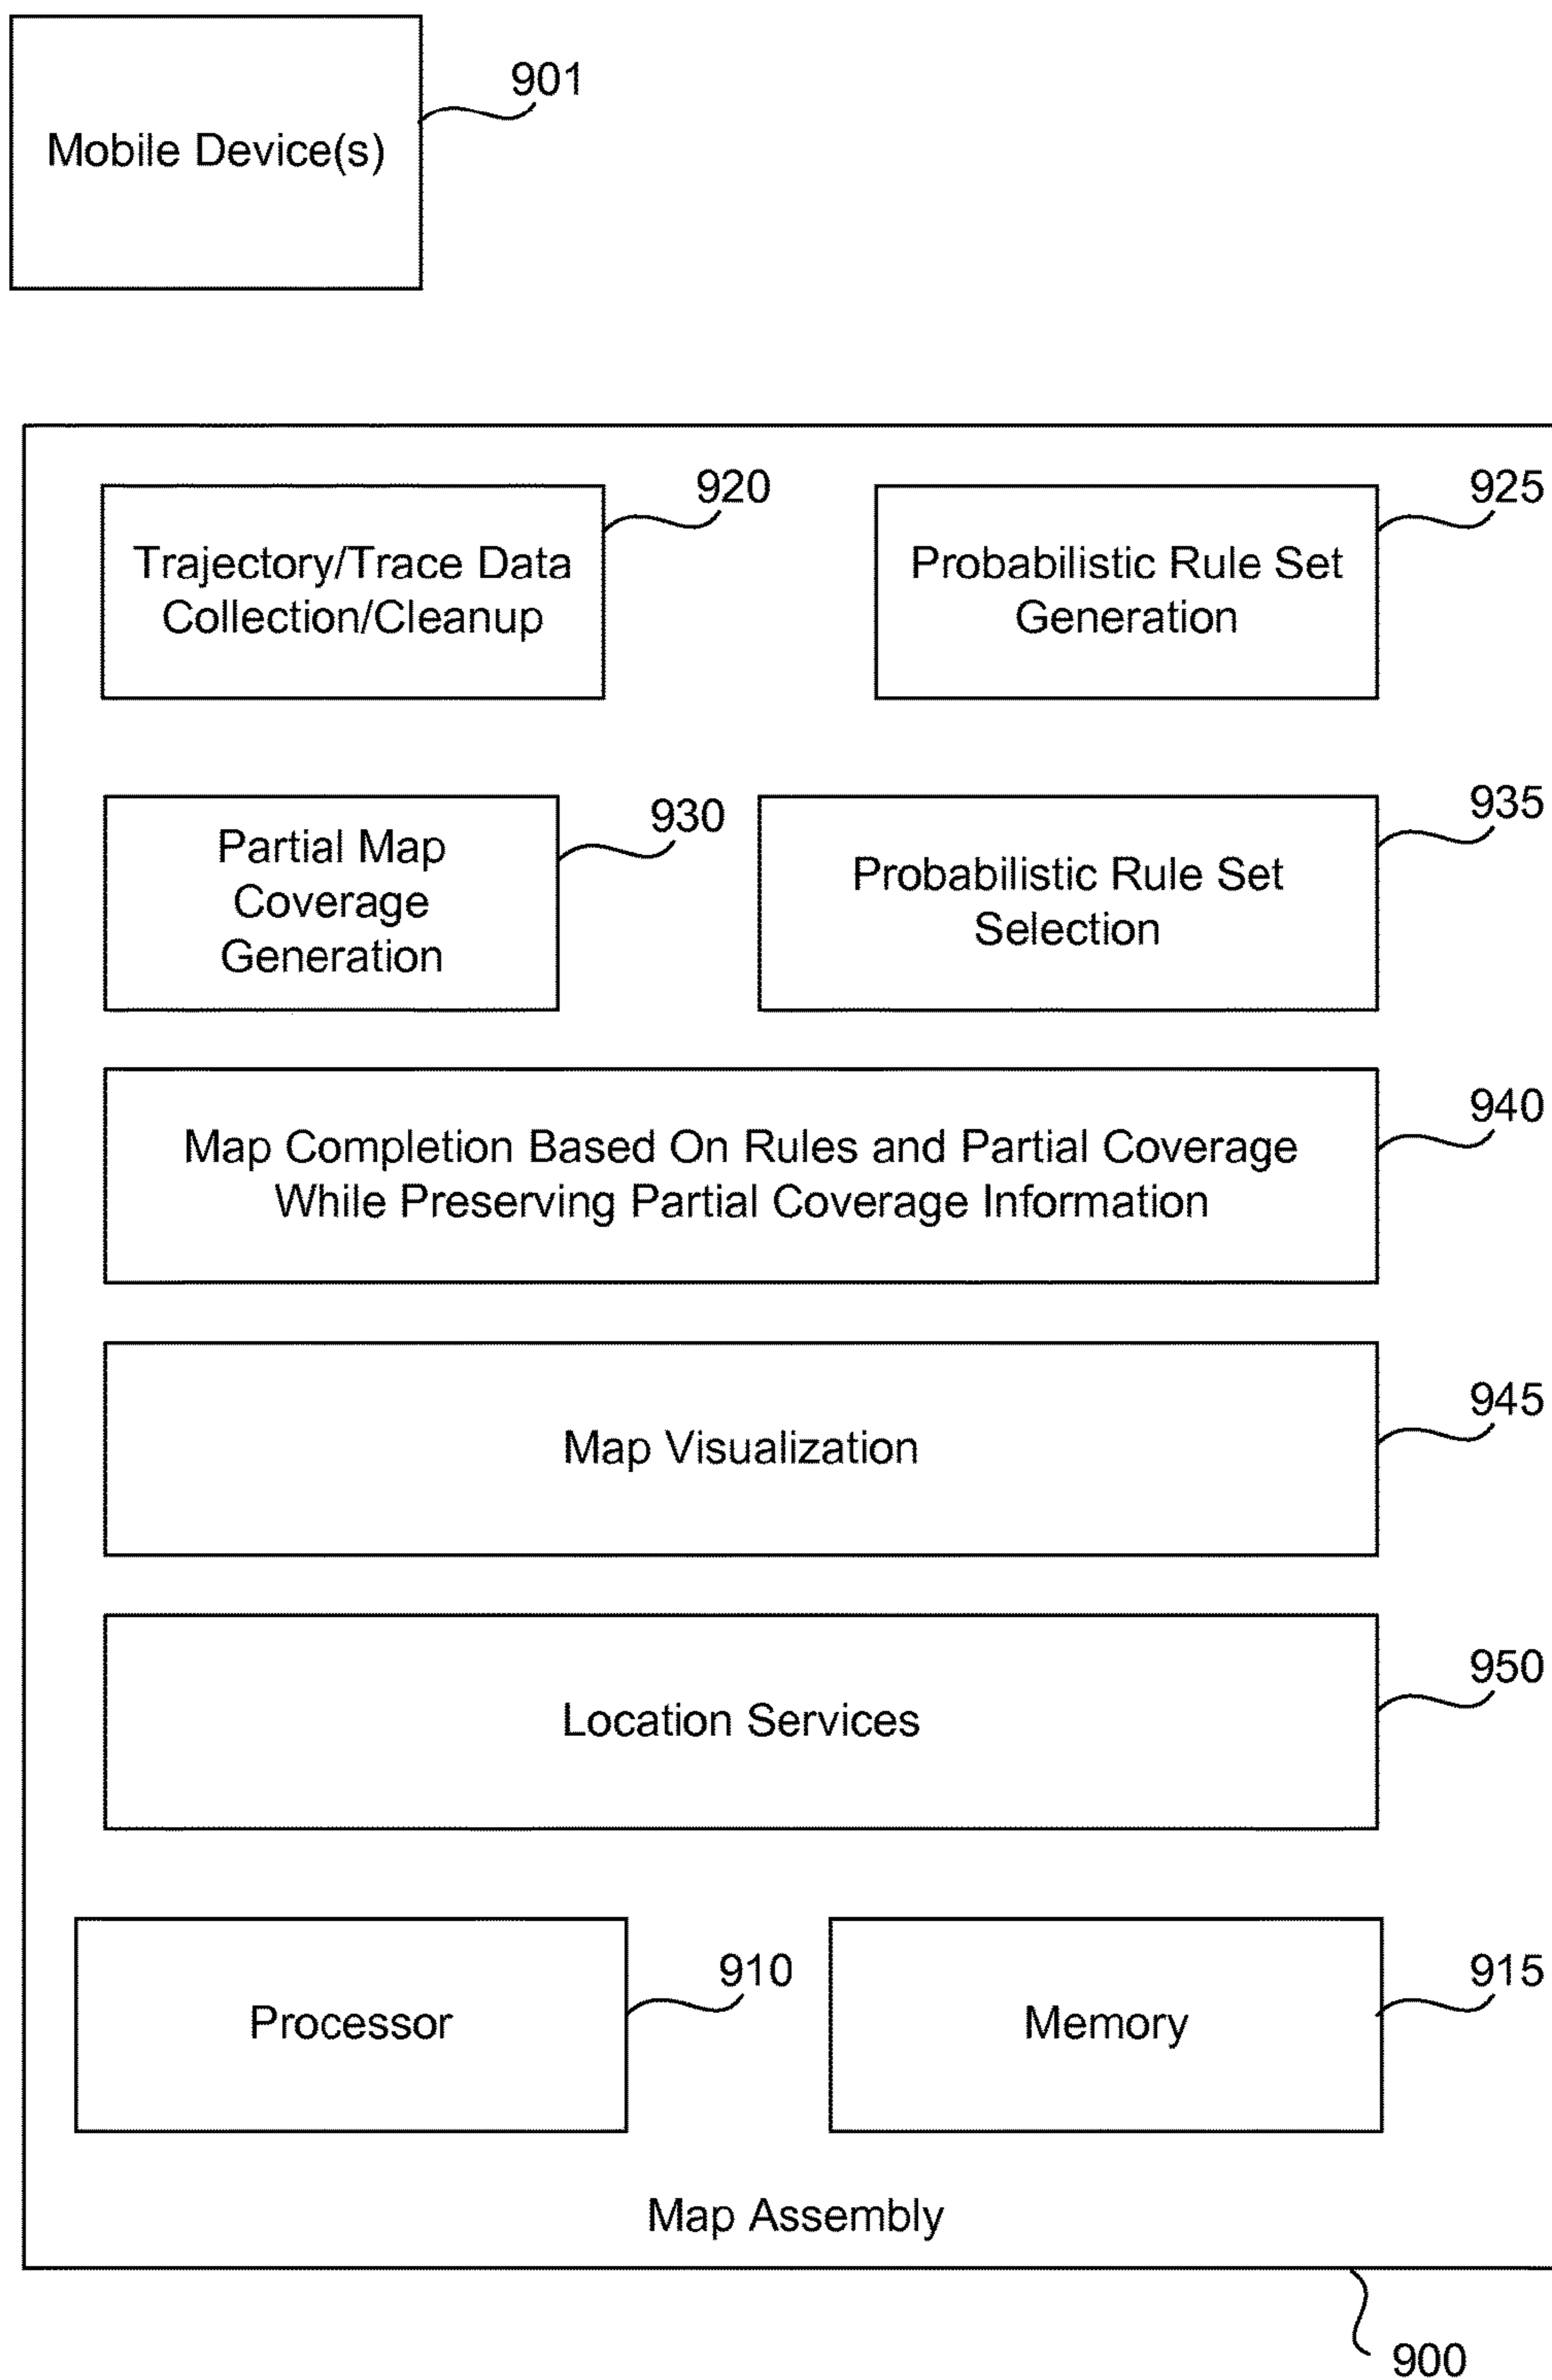 901
Mobile Device(s)
920
925
Trajectory/Trace Data
Collection/Cleanup
Probabilistic Rule Set
Generation
930
935
Partial Map
Coverage
Generation
Probabilistic Rule Set
Selection
940
Map Completion Based On Rules and Partial Coverage
While Preserving Partial Coverage Information
945
Map Visualization
950
Location Services
910
915
Processor
Memory
Map Assembly
900